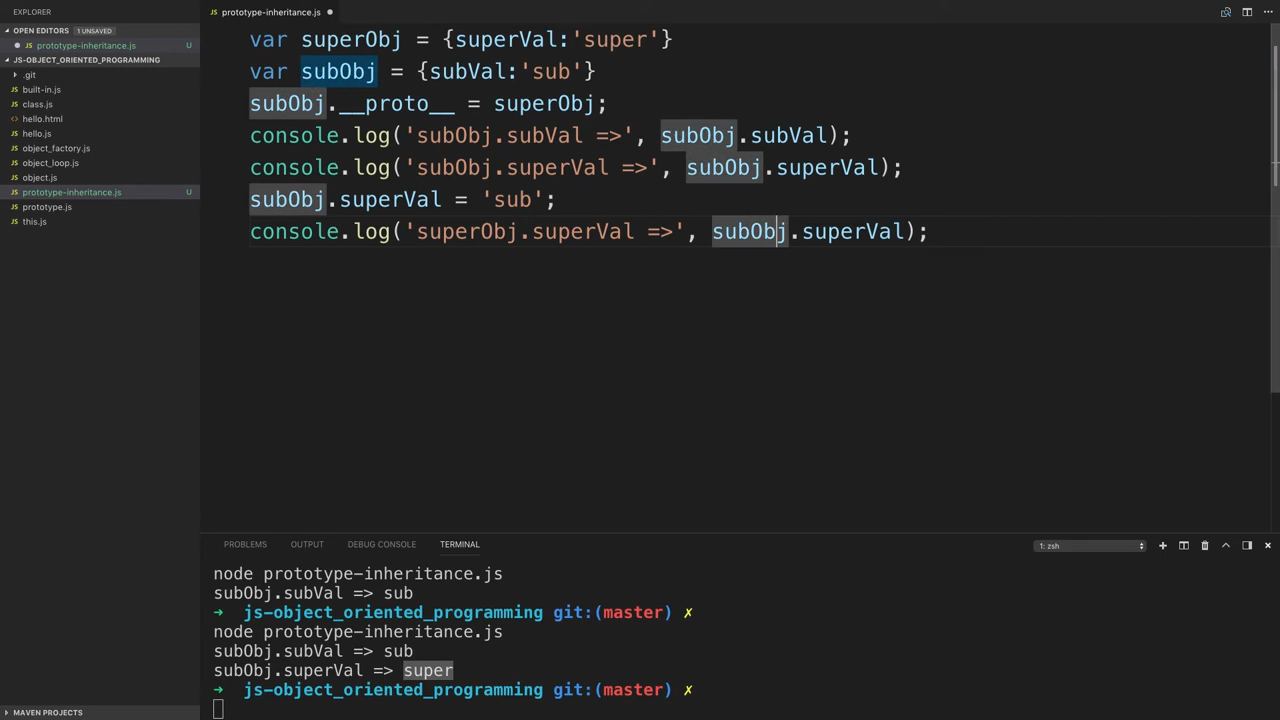 EXPLORER
OPEN EDITORS 1 UNSAVED
JS prototype-inheritance.js U
JS-OBJECT_ORIENTED_PROGRAMMING
.git
JS built-in.js
JS class.js
hello.html
JS hello.js
JS object_factory.js
JS object_loop.js
JS object.js
JS prototype-inheritance.js U
JS prototype.js
JS this.js
MAVEN PROJECTS
JS prototype-inheritance.js
var superObj = {superVal:'super'}
var subObj = {subVal:'sub'}
subObj.__proto__ = superObj;
console.log('subObj.subVal =>', subObj.subVal);
console.log('subObj.superVal =>', subObj.superVal);
subObj.superVal = 'sub';
console.log('superObj.superVal =>', subObj.superVal);
PROBLEMS OUTPUT DEBUG CONSOLE TERMINAL 1: zsh
node prototype-inheritance.js
subObj.subVal => sub
➜ js-object_oriented_programming git:(master) ✗
node prototype-inheritance.js
subObj.subVal => sub
subObj.superVal => super
➜ js-object_oriented_programming git:(master) ✗